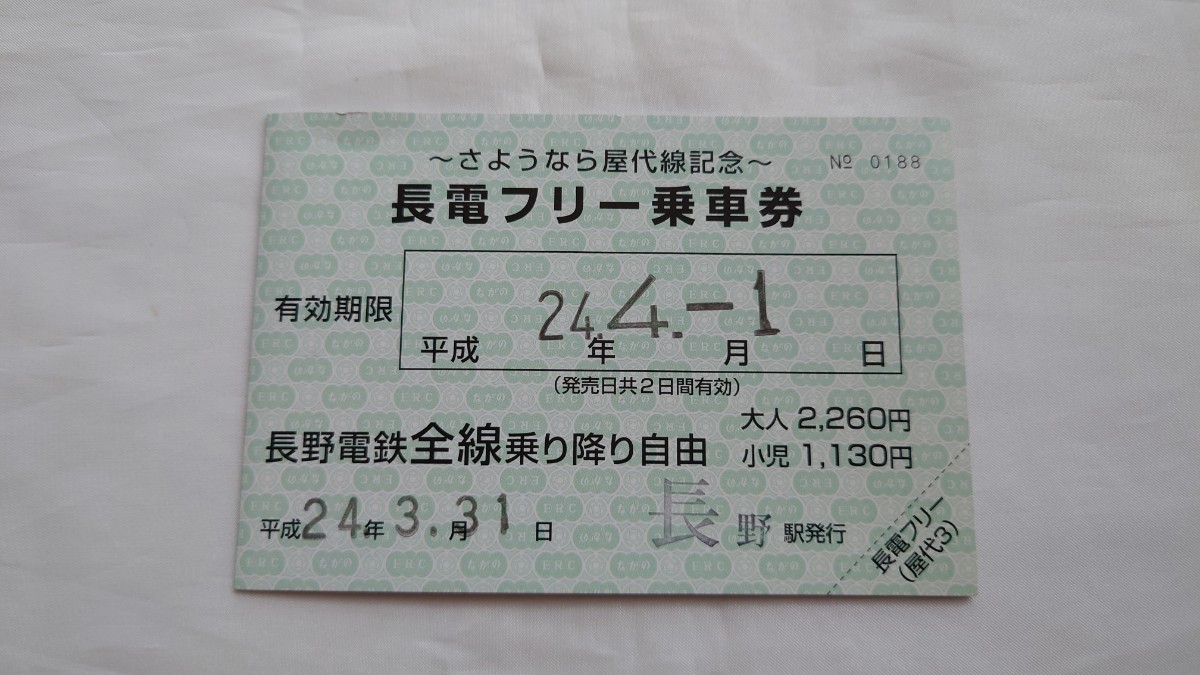 ～さようなら屋代線記念～
№ 0188
長電フリー乗車券
有効期限
24.4.-1
平成 年 月 日
(発売日共2日間有効)
大人 2,260円
小児 1,130円
長野電鉄全線乗り降り自由
平成24.年3.月31日
長野駅発行
長電フリー
(屋代3)